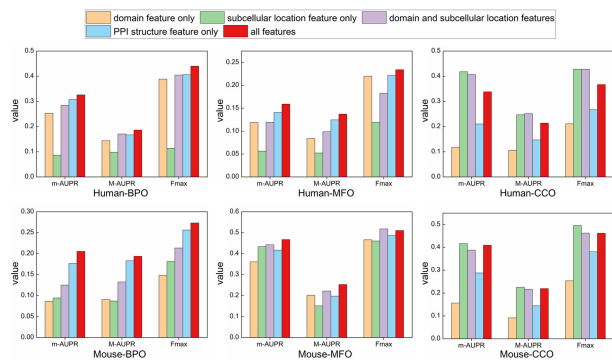 domain feature only subcellular location feature only domain and subcellular location features
PPI structure feature only all features
value
0.5
0.4
0.3
0.2
0.1
0.0
m-AUPR M-AUPR Fmax
Human-BPO
value
0.25
0.20
0.15
0.10
0.05
0.00
m-AUPR M-AUPR Fmax
Human-MFO
value
0.5
0.4
0.3
0.2
0.1
0.0
m-AUPR M-AUPR Fmax
Human-CCO
value
0.30
0.25
0.20
0.15
0.10
0.05
0.00
m-AUPR M-AUPR Fmax
Mouse-BPO
value
0.6
0.5
0.4
0.3
0.2
0.1
0.0
m-AUPR M-AUPR Fmax
Mouse-MFO
value
0.5
0.4
0.3
0.2
0.1
0.0
m-AUPR M-AUPR Fmax
Mouse-CCO